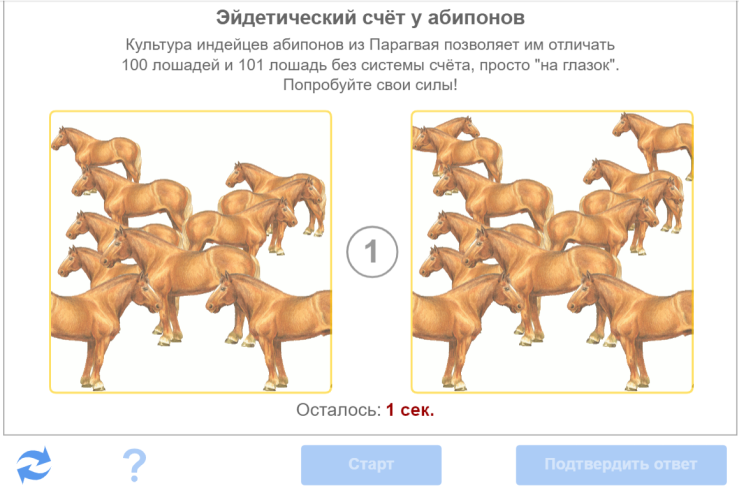 Эйдетический счёт у абипонов
Культура индейцев абипонов из Парагвая позволяет им отличать
100 лошадей и 101 лошадь без системы счёта, просто "на глазок".
Попробуйте свои силы!
1
Осталось: 1 сек.
?
Старт
Подтвердить ответ